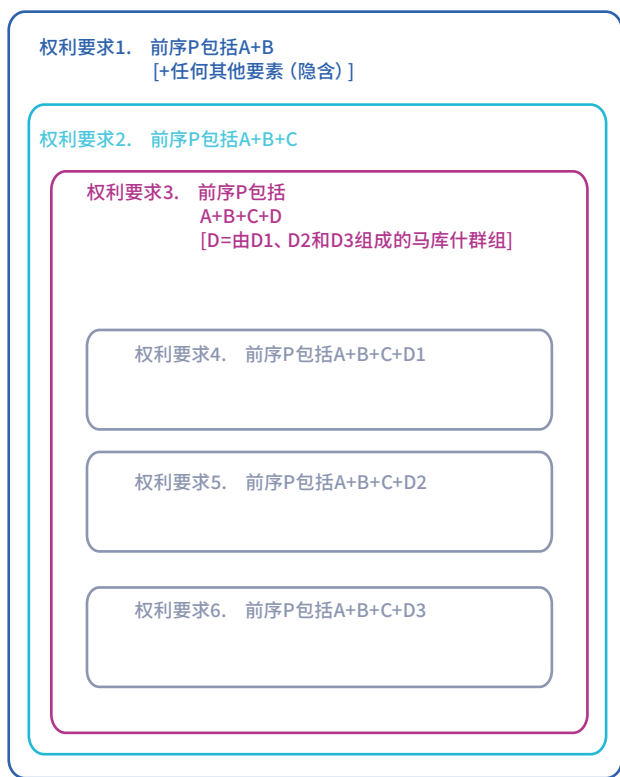 权利要求1. 前序P包括A+B
[+任何其他要素（隐含）]
权利要求2. 前序P包括A+B+C
权利要求3. 前序P包括
A+B+C+D
[D=由D1、D2和D3组成的马库什群组]
权利要求4. 前序P包括A+B+C+D1
权利要求5. 前序P包括A+B+C+D2
权利要求6. 前序P包括A+B+C+D3